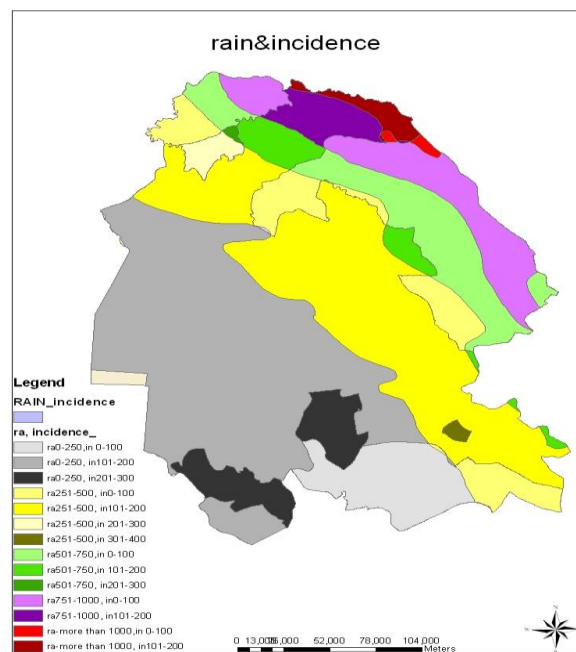 rain&incidence
Legend
RAIN_incidence
ra, incidence_
ra0-250,in 0-100
ra0-250, in101-200
ra0-250, in201-300
ra251-500, in0-100
ra251-500, in101-200
ra251-500, in 201-300
ra251-500, in 301-400
ra501-750, in 0-100
ra501-750, in 101-200
ra501-750, in201-300
ra751-1000, in0-100
ra751-1000, in101-200
ra-more than 1000, in 0-100
ra-more than 1000, in101-200
0 13,000 26,000 52,000 78,000 104,000
Meters